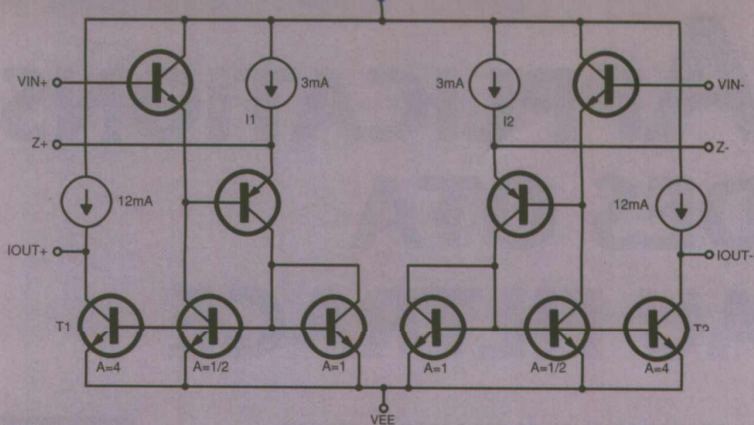 VIN+
3mA
3mA
VIN-
I1
I2
Z+
Z-
12mA
12mA
IOUT+
IOUT-
T1
A=4
A=1/2
A=1
A=1
A=1/2
A=4
VEE